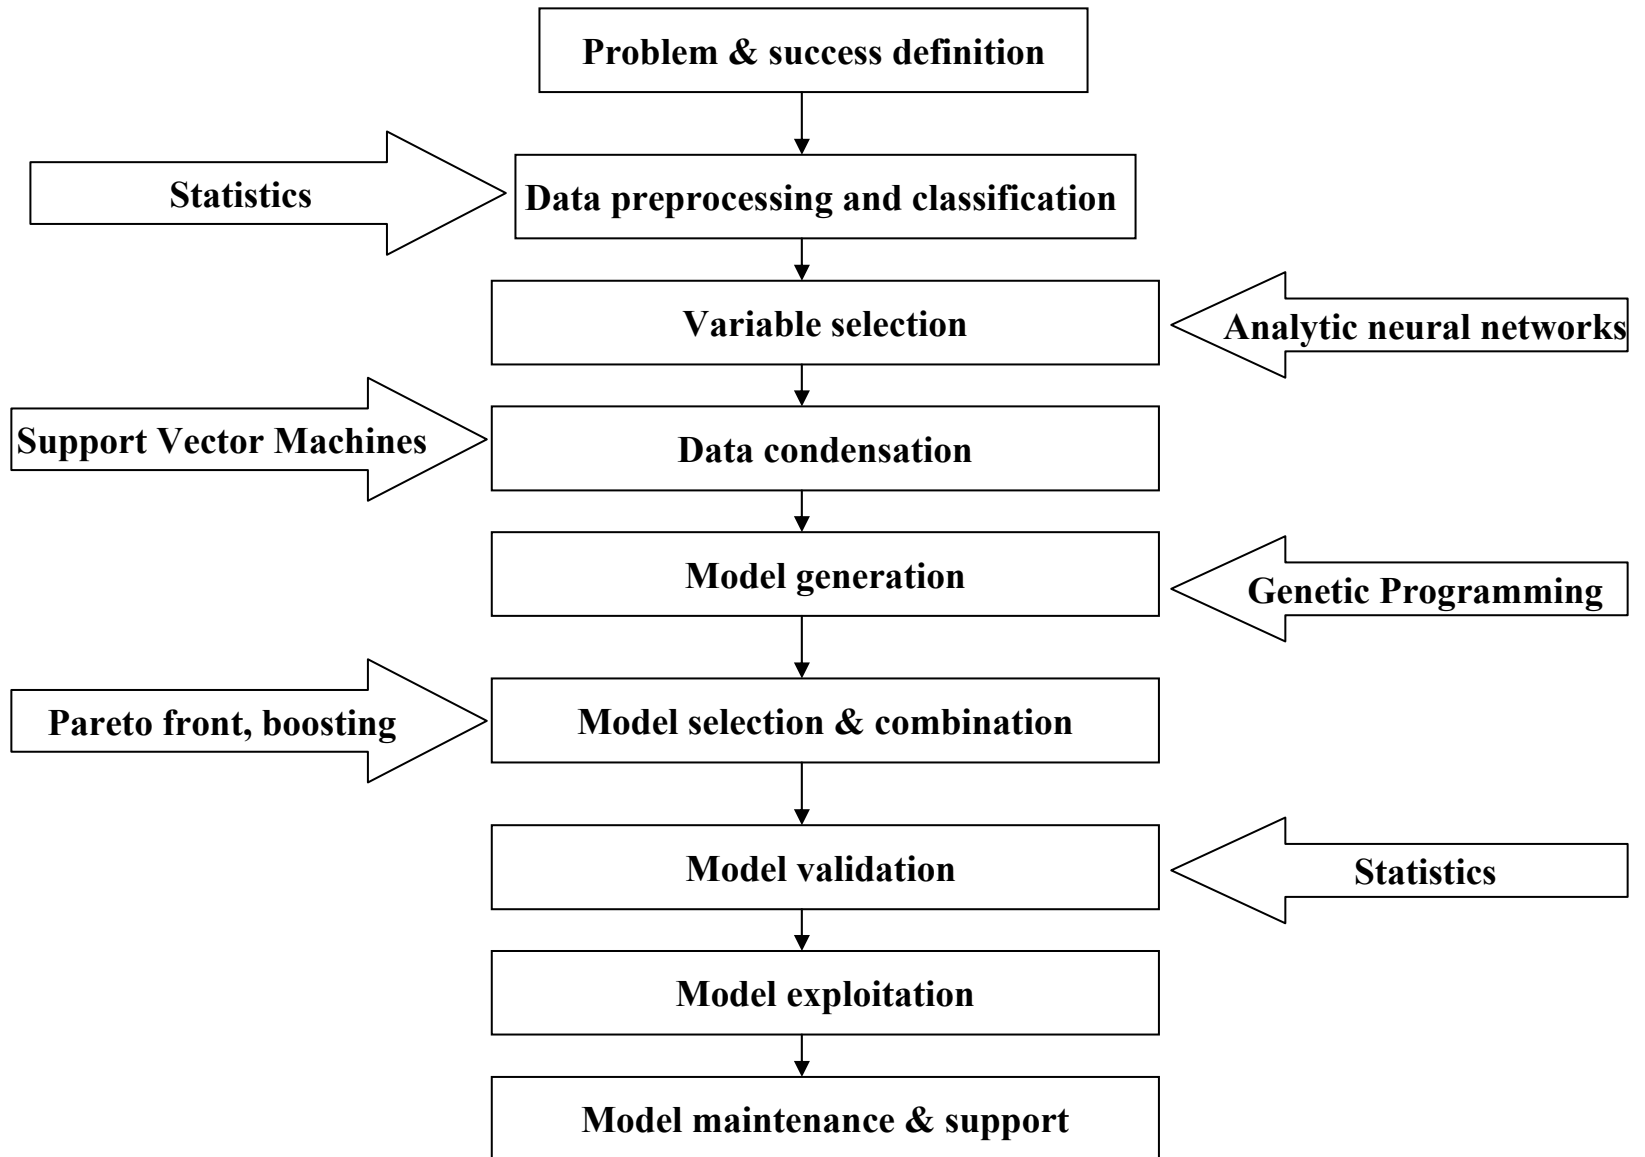 Problem & success definition
Statistics
Data preprocessing and classification
Variable selection
Analytic neural networks
Support Vector Machines
Data condensation
Model generation
Genetic Programming
Pareto front, boosting
Model selection & combination
Model validation
Statistics
Model exploitation
Model maintenance & support